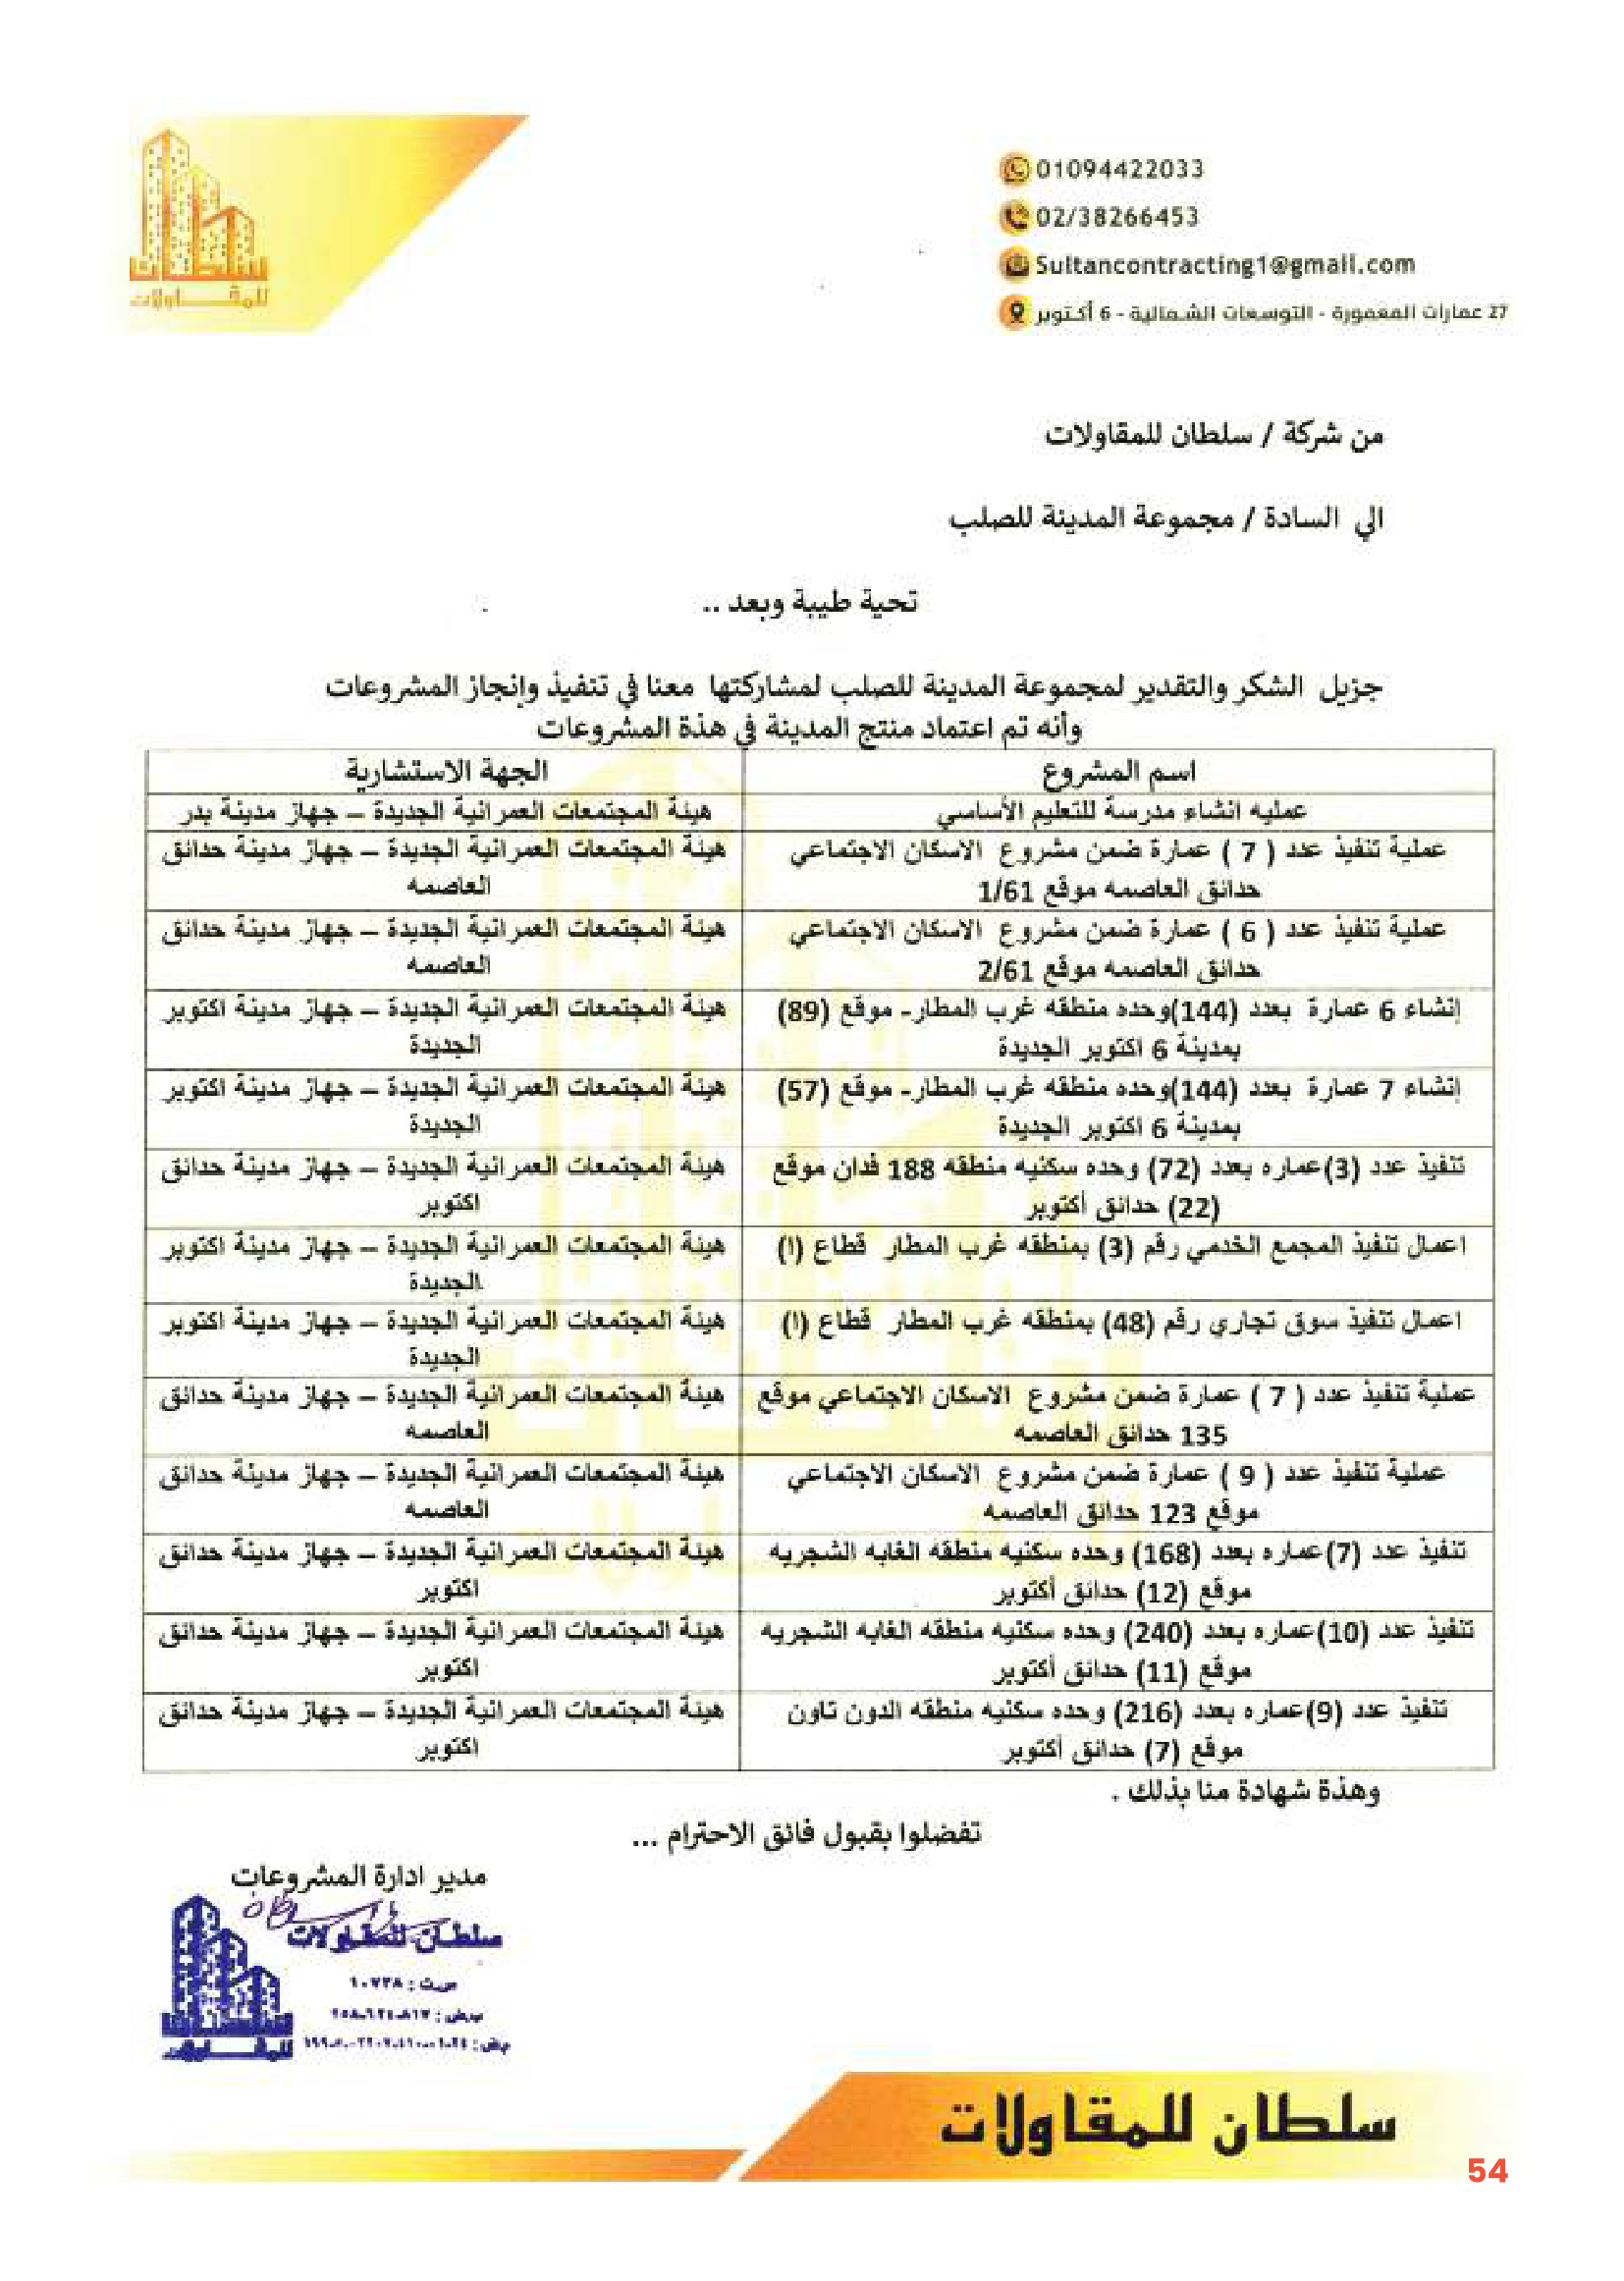 للمقاولات
01094422033
02/38266453
Sultancontracting1@gmail.com
27 عمارات المعمورة - التوسعات الشمالية - 6 أكتوبر
من شركة / سلطان للمقاولات
الي السادة / مجموعة المدينة للصلب
تحية طيبة وبعد ..
جزيل الشكر والتقدير لمجموعة المدينة للصلب لمشاركتها معنا في تنفيذ وإنجاز المشروعات
وأنه تم اعتماد منتج المدينة في هذة المشروعات
اسم المشروع
الجهة الاستشارية
عمليه انشاء مدرسة للتعليم الأساسي
هيئة المجتمعات العمرانية الجديدة – جهاز مدينة بدر
عملية تنفيذ عدد ( 7 ) عمارة ضمن مشروع الاسكان الاجتماعي
حدائق العاصمه موقع 1/61
هيئة المجتمعات العمرانية الجديدة – جهاز مدينة حدائق
العاصمه
عملية تنفيذ عدد ( 6 ) عمارة ضمن مشروع الاسكان الاجتماعي
حدائق العاصمه موقع 2/61
هيئة المجتمعات العمرانية الجديدة – جهاز مدينة حدائق
العاصمه
إنشاء 6 عمارة بعدد (144)وحده منطقه غرب المطار- موقع (89)
بمدينة 6 اكتوبر الجديدة
هيئة المجتمعات العمرانية الجديدة – جهاز مدينة اكتوبر
الجديدة
إنشاء 7 عمارة بعدد (144)وحده منطقه غرب المطار- موقع (57)
بمدينة 6 اكتوبر الجديدة
هيئة المجتمعات العمرانية الجديدة – جهاز مدينة اكتوبر
الجديدة
تنفيذ عدد (3)عماره بعدد (72) وحده سكنيه منطقه 188 فدان موقع
(22) حدائق أكتوبر
هيئة المجتمعات العمرانية الجديدة – جهاز مدينة حدائق
اكتوبر
اعمال تنفيذ المجمع الخدمي رقم (3) بمنطقه غرب المطار قطاع (ا)
هيئة المجتمعات العمرانية الجديدة – جهاز مدينة اكتوبر
الجديدة
اعمال تنفيذ سوق تجاري رقم (48) بمنطقه غرب المطار قطاع (ا)
هيئة المجتمعات العمرانية الجديدة – جهاز مدينة اكتوبر
الجديدة
عملية تنفيذ عدد ( 7 ) عمارة ضمن مشروع الاسكان الاجتماعي موقع
135 حدائق العاصمه
هيئة المجتمعات العمرانية الجديدة – جهاز مدينة حدائق
العاصمه
عملية تنفيذ عدد ( 9 ) عمارة ضمن مشروع الاسكان الاجتماعي
موقع 123 حدائق العاصمه
هيئة المجتمعات العمرانية الجديدة – جهاز مدينة حدائق
العاصمه
تنفيذ عدد (7)عماره بعدد (168) وحده سكنيه منطقه الغابه الشجريه
موقع (12) حدائق أكتوبر
هيئة المجتمعات العمرانية الجديدة – جهاز مدينة حدائق
اكتوبر
تنفيذ عدد (10)عماره بعدد (240) وحده سكنيه منطقه الغابه الشجريه
موقع (11) حدائق أكتوبر
هيئة المجتمعات العمرانية الجديدة – جهاز مدينة حدائق
اكتوبر
تنفيذ عدد (9)عماره بعدد (216) وحده سكنيه منطقه الدون تاون
موقع (7) حدائق أكتوبر
هيئة المجتمعات العمرانية الجديدة – جهاز مدينة حدائق
اكتوبر
وهذة شهادة منا بذلك .
تفضلوا بقبول فائق الاحترام ...
مدير ادارة المشروعات
سلطان للمقاولات
س.ت : ١٠٧٣٨
سلطان للمقاولات
54